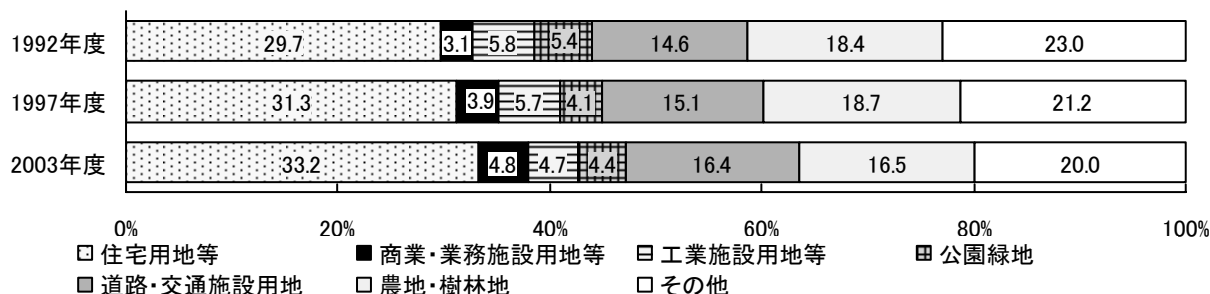 1992年度 29.7 3.1 5.8 5.4 14.6 18.4 23.0
1997年度 31.3 3.9 5.7 4.1 15.1 18.7 21.2
2003年度 33.2 4.8 4.7 4.4 16.4 16.5 20.0
0% 20% 40% 60% 80% 100%
住宅用地等 商業・業務施設用地等 工業施設用地等 公園緑地
道路・交通施設用地 農地・樹林地 その他